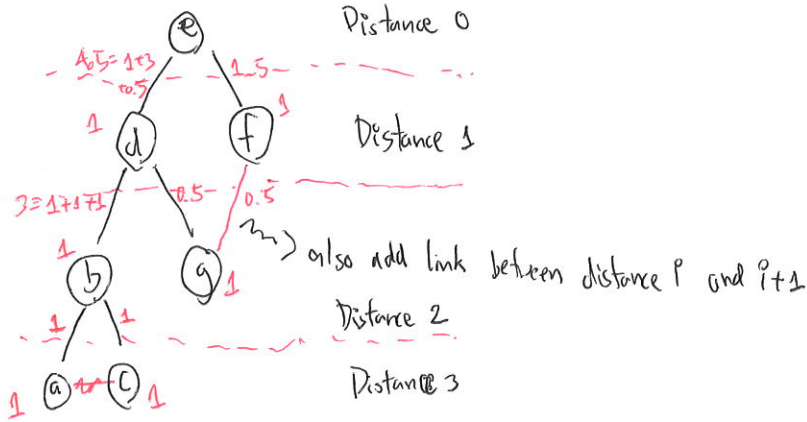 e
Distance 0
4.5=1+3
+0.5
1.5
1
d
f
1
Distance 1
3=1+1+1
0.5
0.5
1
b
g
1
also add link between distance i and i+1
Distance 2
1
1
1
a
c
1
Distance 3